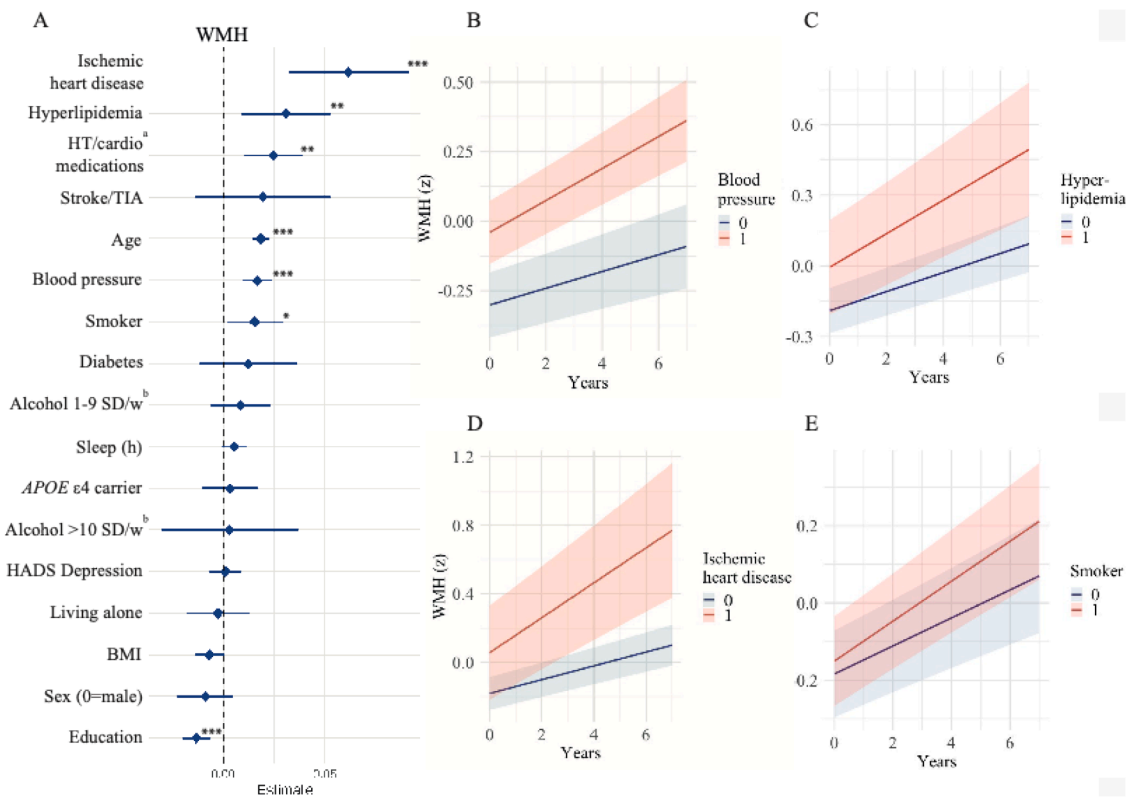 A
WMH
Ischemic
heart disease
***
Hyperlipidemia
**
HT/cardio a
medications
**
Stroke/TIA
Age
***
Blood pressure
***
Smoker
*
Diabetes
Alcohol 1-9 SD/w b
Sleep (h)
APOE ε4 carrier
Alcohol >10 SD/w b
HADS Depression
Living alone
BMI
Sex (0=male)
Education
***
0.00 0.05
Estimate
B
WMH (z)
0.50
0.25
0.00
-0.25
0 2 4 6
Years
Blood
pressure
0
1
C
0.6
0.3
0.0
-0.3
0 2 4 6
Years
Hyper-
lipidemia
0
1
D
WMH (z)
1.2
0.8
0.4
0.0
0 2 4 6
Years
Ischemic
heart disease
0
1
E
0.2
0.0
0.2
0 2 4 6
Years
Smoker
0
1